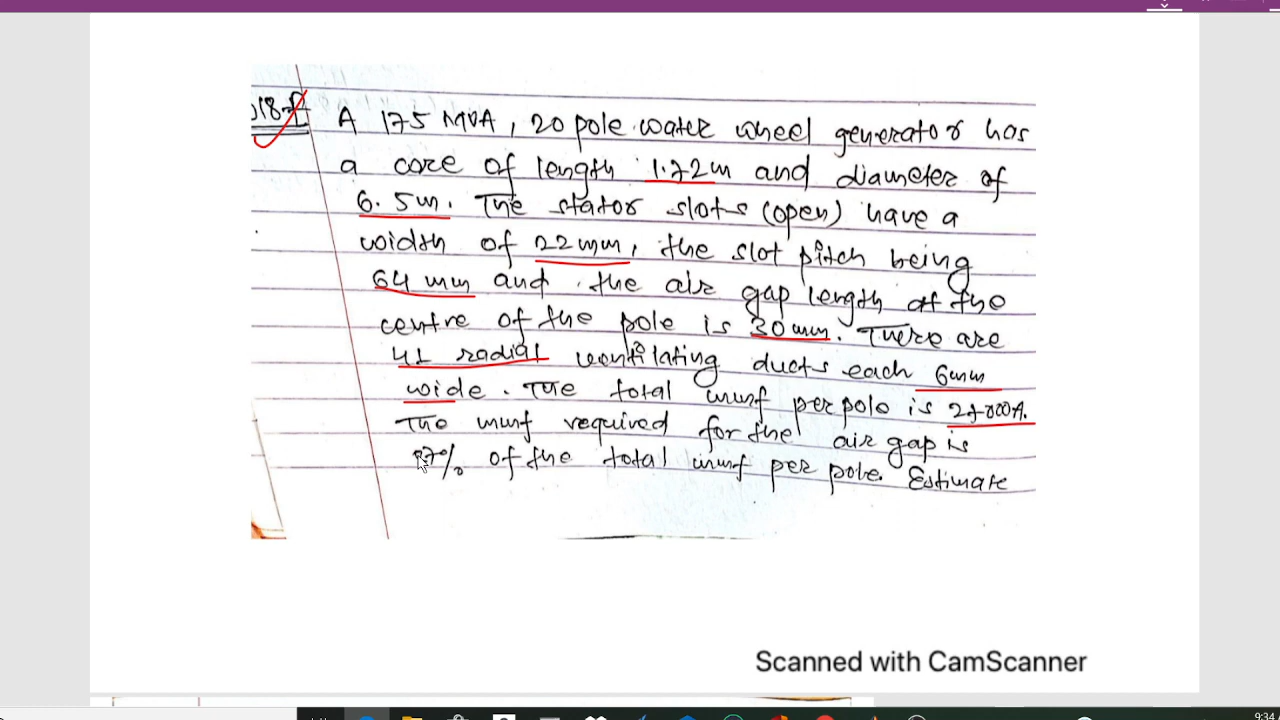 A 175 MVA, 20 pole water wheel generator has
a core of length 1.72m and diameter of
6.5m. The stator slots (open) have a
width of 22mm, the slot pitch being
64 mm and the air gap length at the
centre of the pole is 30mm. There are
41 radial ventilating ducts each 6mm
wide. The total mmf per pole is 27000A.
The mmf required for the air gap is
87% of the total mmf per pole. Estimate
Scanned with CamScanner
9:34